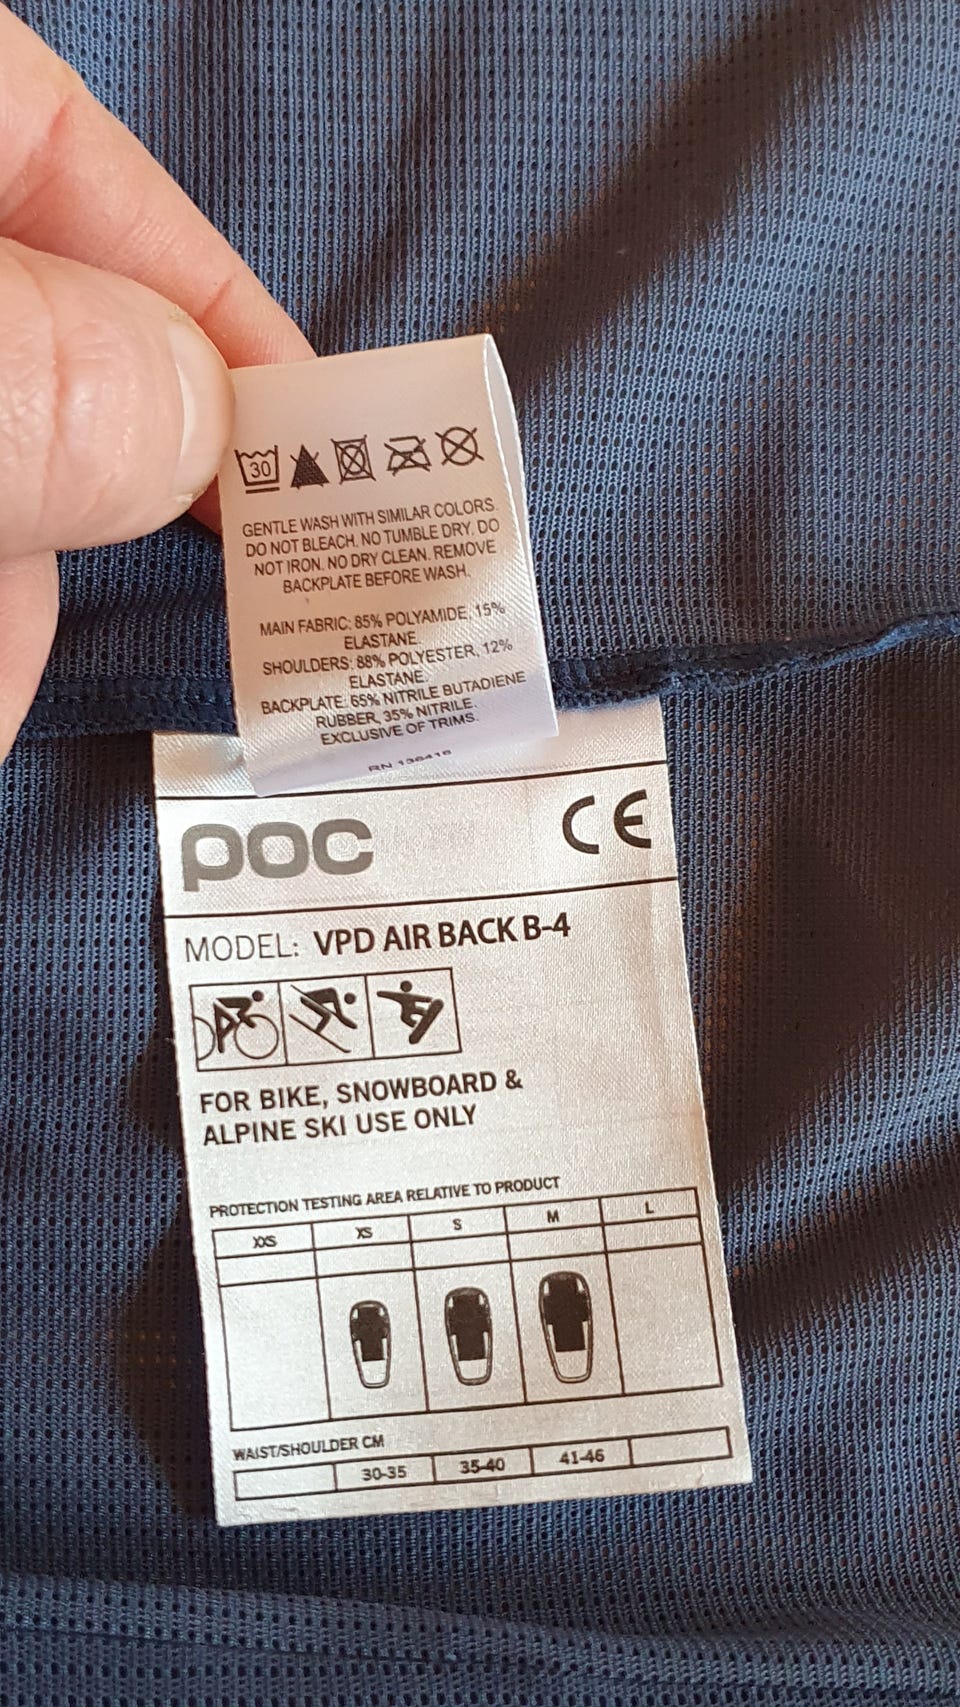 30
GENTLE WASH WITH SIMILAR COLORS.
DO NOT BLEACH. NO TUMBLE DRY. DO
NOT IRON. NO DRY CLEAN. REMOVE
BACKPLATE BEFORE WASH.
MAIN FABRIC: 85% POLYAMIDE, 15%
ELASTANE.
SHOULDERS: 88% POLYESTER, 12%
ELASTANE.
BACKPLATE: 65% NITRILE BUTADIENE
RUBBER, 35% NITRILE.
EXCLUSIVE OF TRIMS.
RN 136416
POC CE
MODEL: VPD AIR BACK B-4
FOR BIKE, SNOWBOARD &
ALPINE SKI USE ONLY
PROTECTION TESTING AREA RELATIVE TO PRODUCT
XXS XS S M L
WAIST/SHOULDER CM
30-35 35-40 41-46